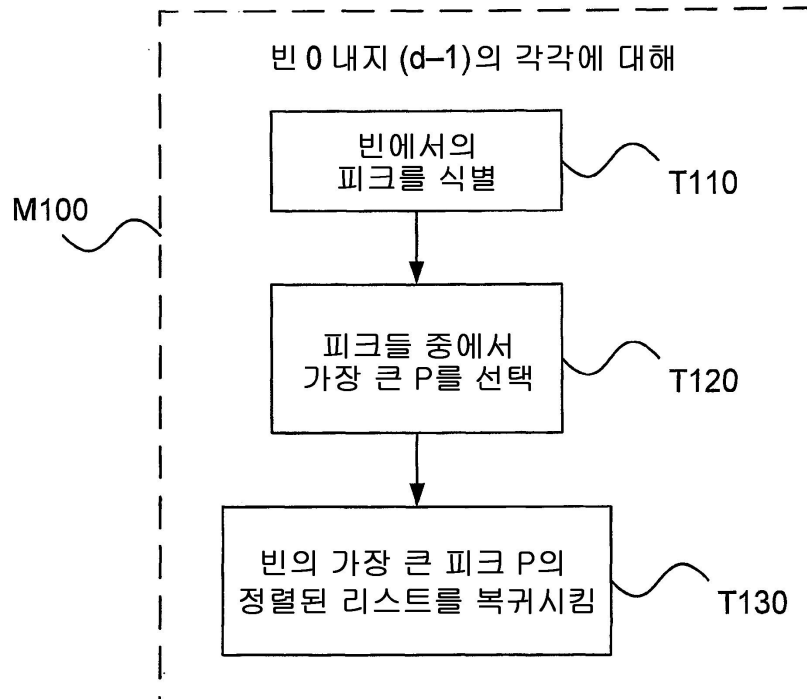 빈 0 내지 (d–1)의 각각에 대해
빈에서의
피크를 식별
T110
M100
피크들 중에서
가장 큰 P를 선택
T120
빈의 가장 큰 피크 P의
정렬된 리스트를 복귀시킴
T130